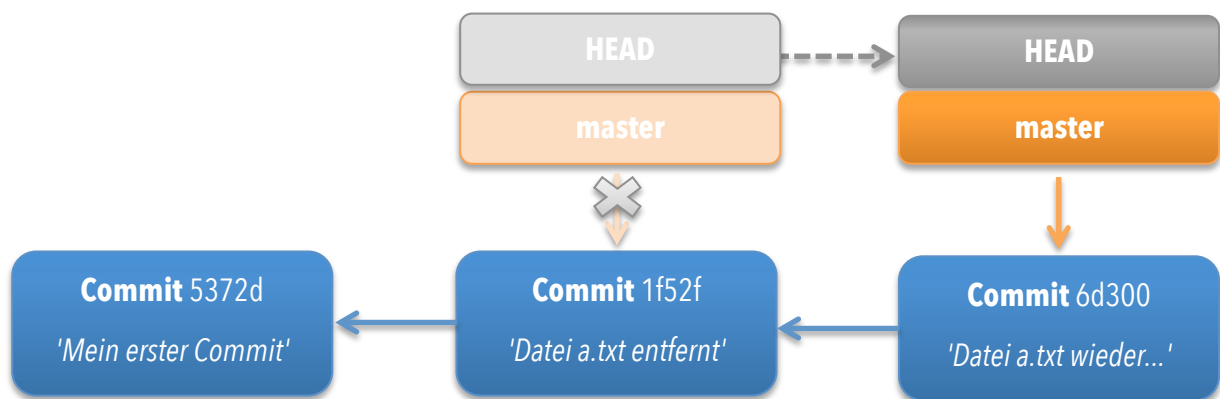 HEAD
HEAD
master
master
Commit 5372d
'Mein erster Commit'
Commit 1f52f
'Datei a.txt entfernt'
Commit 6d300
'Datei a.txt wieder...'